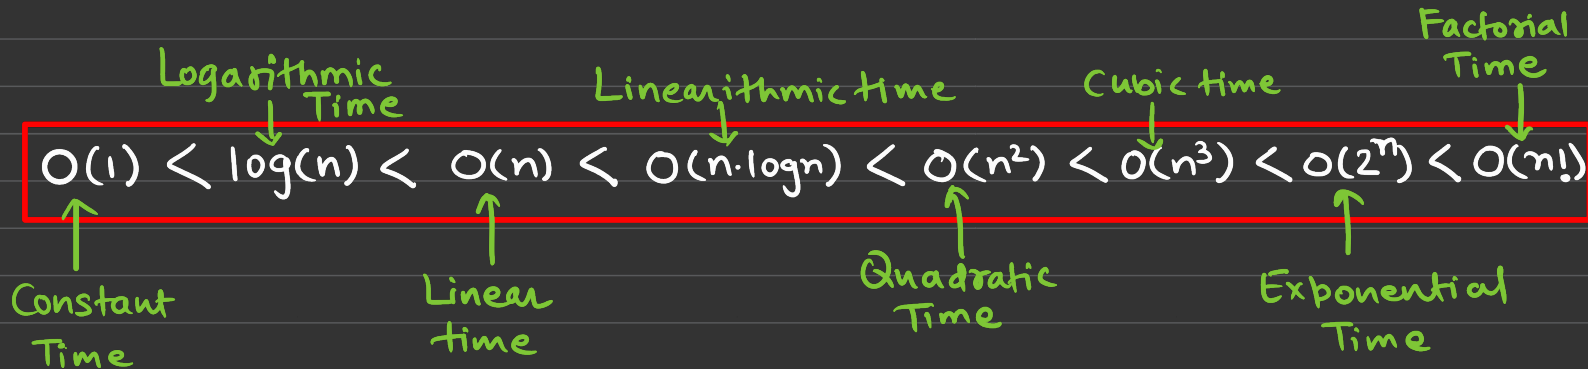 Factorial
Time
Logarithmic
Time
Linearithmic time
Cubic time
O(1) < log(n) < O(n) < O(n·logn) < O(n²) < O(n³) < O(2ⁿ) < O(n!)
Constant
Time
Linear
time
Quadratic
Time
Exponential
Time